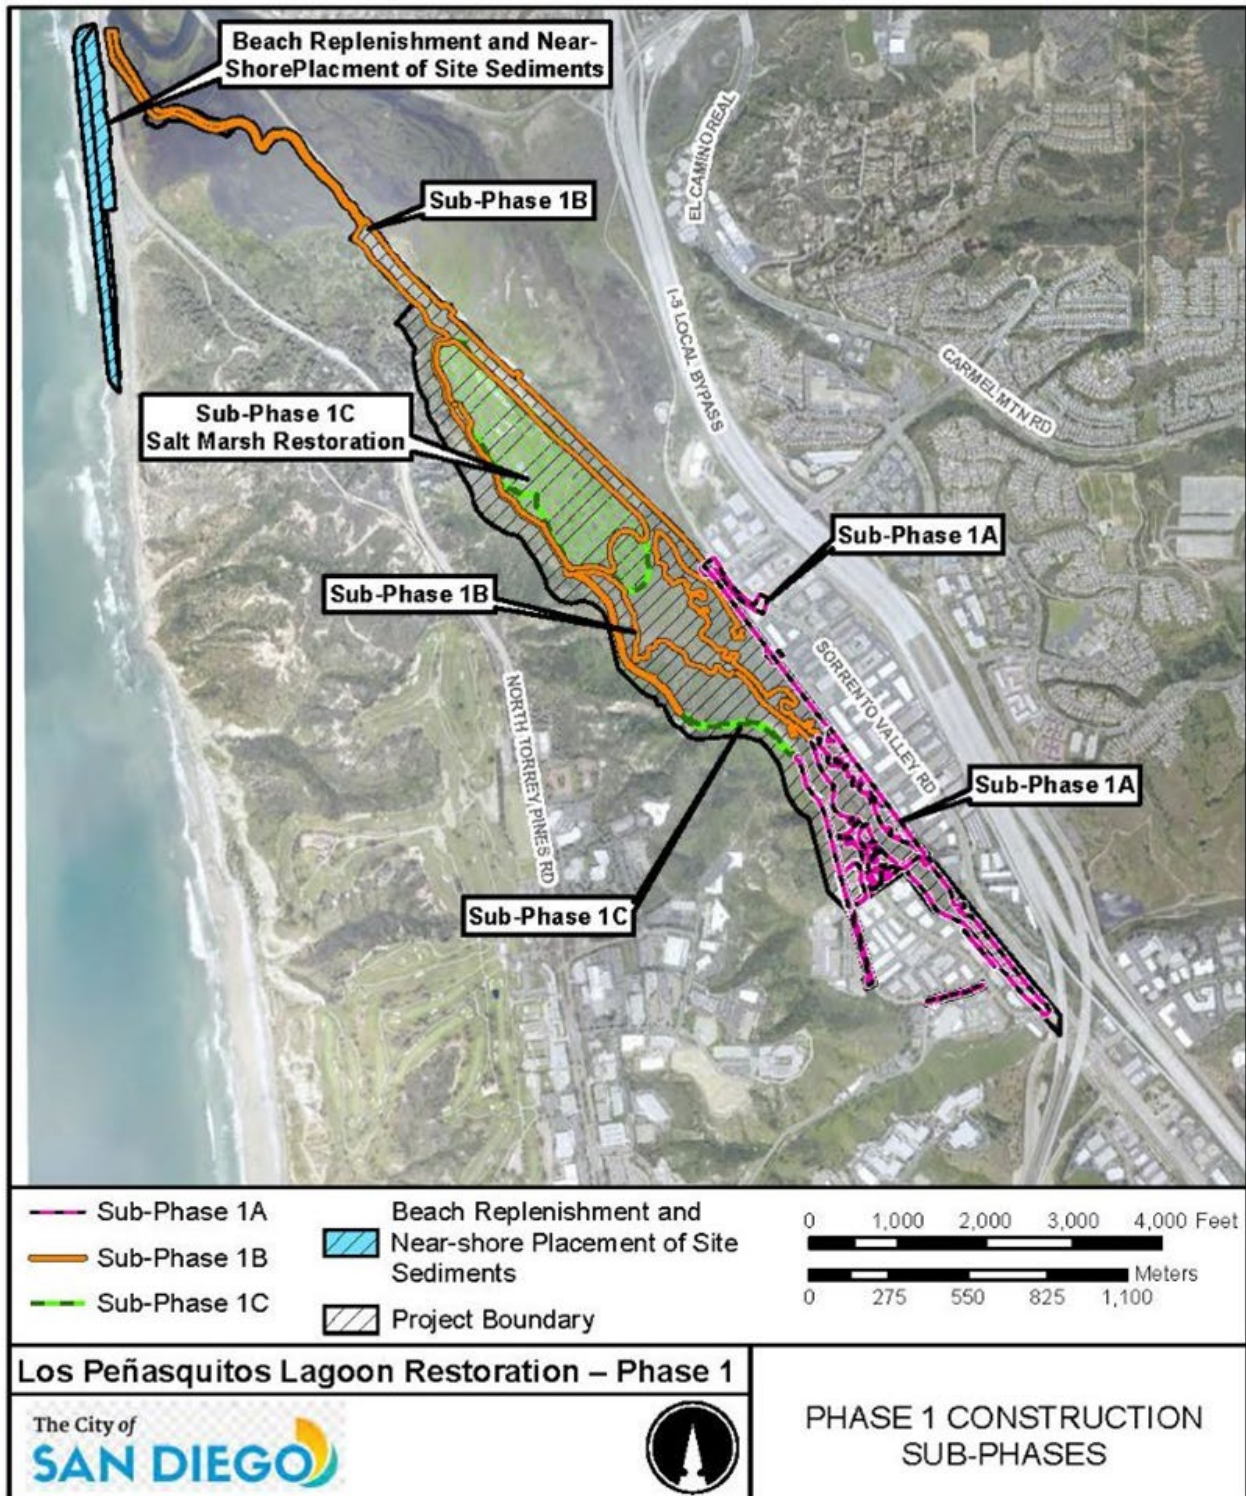 Beach Replenishment and Near-
ShorePlacment of Site Sediments
Sub-Phase 1B
EL CAMINO REAL
I-5 LOCAL BYPASS
CARMEL MTN RD
Sub-Phase 1C
Salt Marsh Restoration
Sub-Phase 1A
Sub-Phase 1B
SORRENTO VALLEY RD
NORTH TORREY PINES RD
Sub-Phase 1A
Sub-Phase 1C
Sub-Phase 1A
Sub-Phase 1B
Sub-Phase 1C
Beach Replenishment and
Near-shore Placement of Site
Sediments
Project Boundary
0 1,000 2,000 3,000 4,000 Feet
Meters
0 275 550 825 1,100
Los Peñasquitos Lagoon Restoration – Phase 1
The City of
SAN DIEGO
PHASE 1 CONSTRUCTION
SUB-PHASES